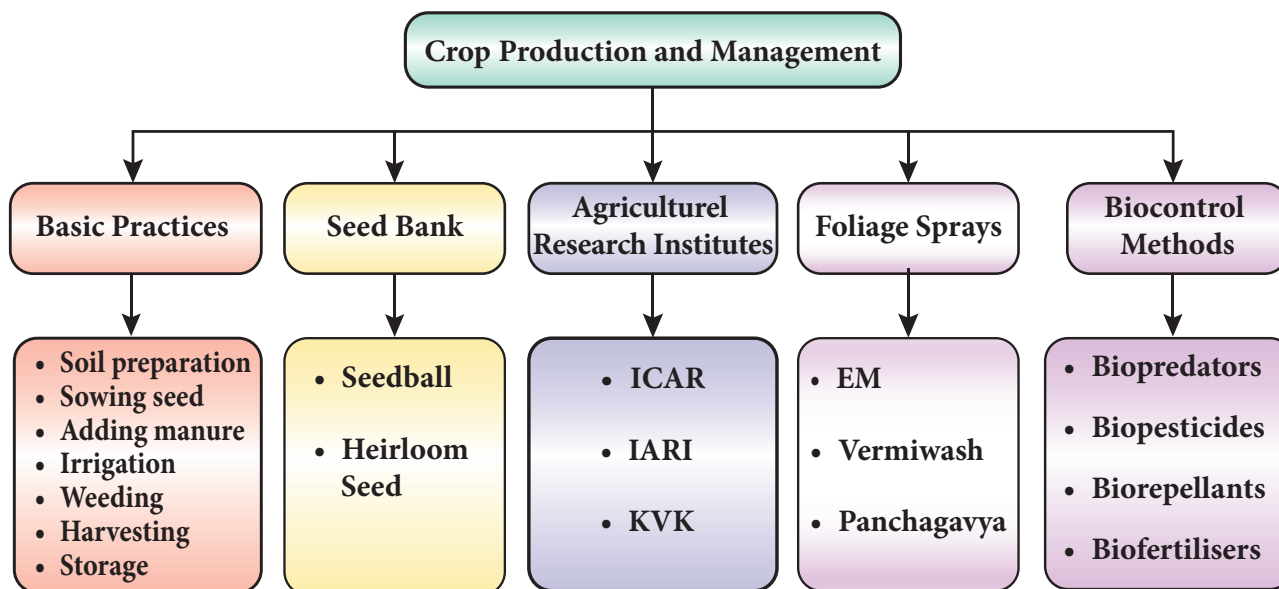 Crop Production and Management
Basic Practices
Seed Bank
Agriculturel
Research Institutes
Foliage Sprays
Biocontrol
Methods
• Soil preparation
• Sowing seed
• Adding manure
• Irrigation
• Weeding
• Harvesting
• Storage
• Seedball
• Heirloom
Seed
• ICAR
• IARI
• KVK
• EM
• Vermiwash
• Panchagavya
• Biopredators
• Biopesticides
• Biorepellants
• Biofertilisers